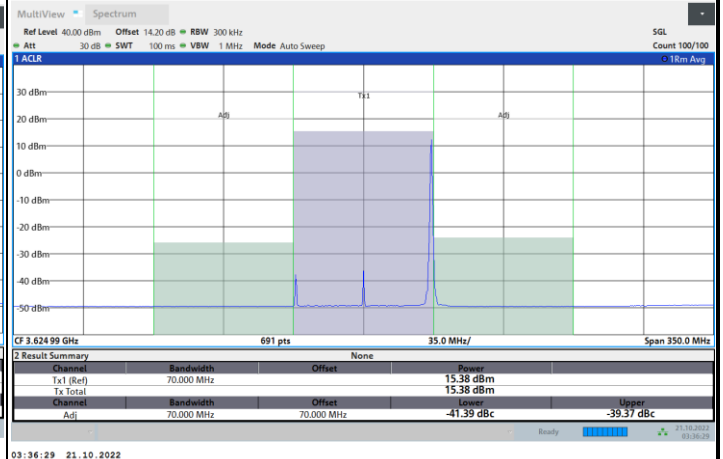 MultiView Spectrum
Ref Level 40.00 dBm Offset 14.20 dB RBW 300 kHz SGL
Att 30 dB SWT 100 ms VBW 1 MHz Mode Auto Sweep Count 100/100
1 ACLR 1Rm Avg
30 dBm
Tx1
20 dBm Adj Adj
10 dBm
0 dBm
-10 dBm
-20 dBm
-30 dBm
-40 dBm
-50 dBm
CF 3.624 99 GHz 691 pts 35.0 MHz/ Span 350.0 MHz
2 Result Summary None
Channel Bandwidth Offset Power
Tx1 (Ref) 70.000 MHz 15.38 dBm
Tx Total 15.38 dBm
Channel Bandwidth Offset Lower Upper
Adj 70.000 MHz 70.000 MHz -41.39 dBc -39.37 dBc
Ready 21.10.2022
03:36:29
03:36:29 21.10.2022